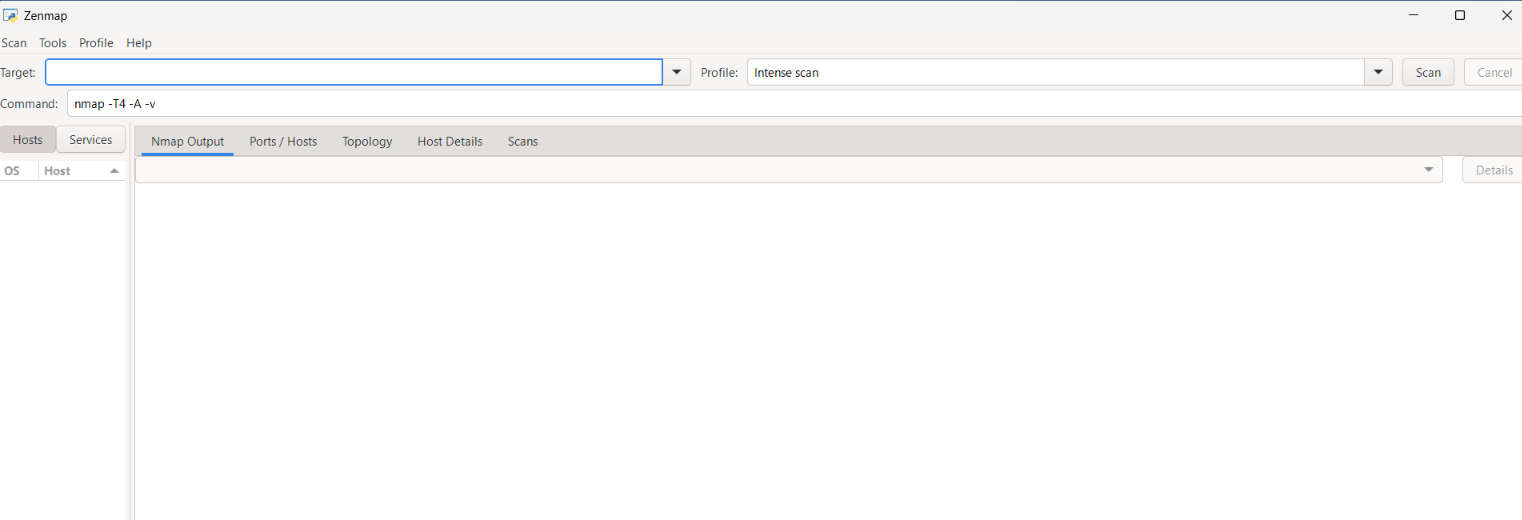 Zenmap
Scan Tools Profile Help
Target: Profile: Intense scan Scan Cancel
Command: nmap -T4 -A -v
Hosts Services Nmap Output Ports / Hosts Topology Host Details Scans
OS Host Details